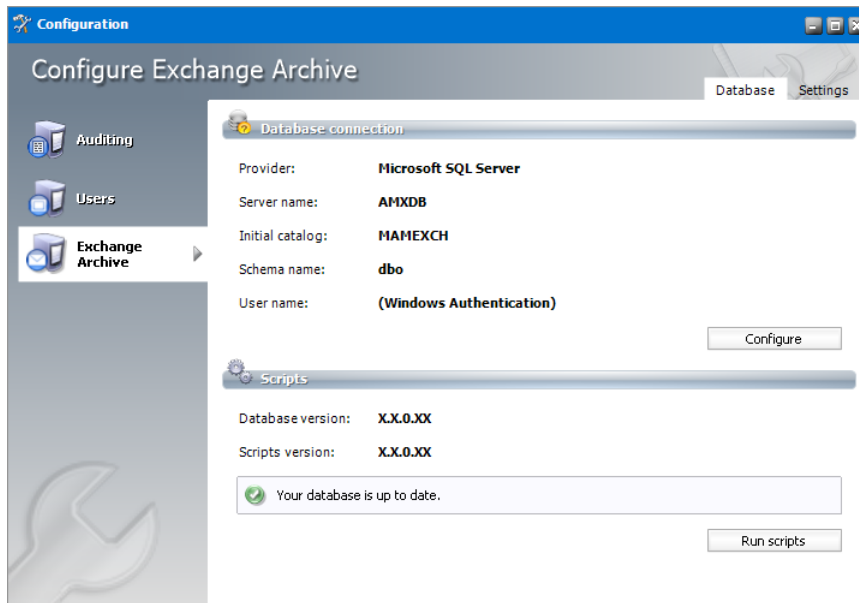 Configuration
Configure Exchange Archive
Database Settings
Auditing
Users
Exchange
Archive
Database connection
Provider: Microsoft SQL Server
Server name: AMXDB
Initial catalog: MAMEXCH
Schema name: dbo
User name: (Windows Authentication)
Configure
Scripts
Database version: X.X.0.XX
Scripts version: X.X.0.XX
Your database is up to date.
Run scripts